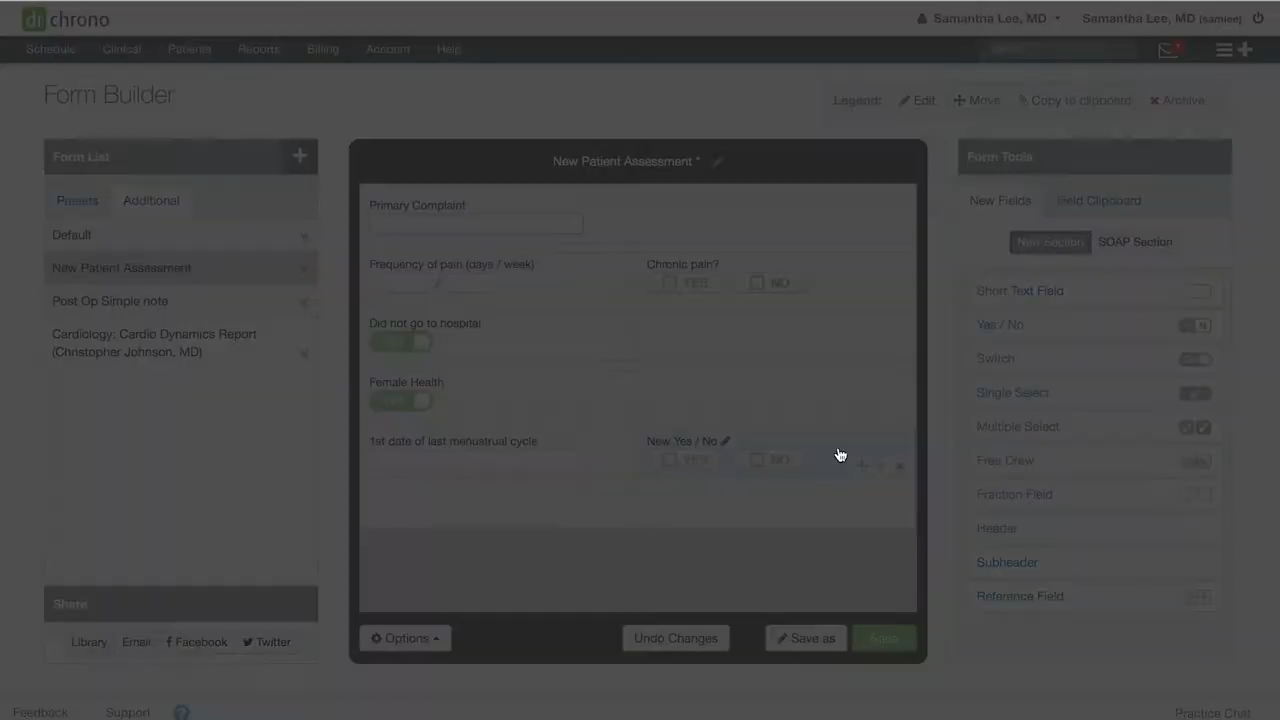 drchrono
Samantha Lee, MD
Samantha Lee, MD (samlee)
Schedule
Clinical
Patients
Reports
Billing
Account
Help
Form Builder
Legend: Edit Move Copy to clipboard Archive
Form List
Presets Additional
Default
New Patient Assessment
Post Op Simple note
Cardiology: Cardio Dynamics Report
(Christopher Johnson, MD)
Share
Library Email Facebook Twitter
New Patient Assessment *
Primary Complaint
Frequency of pain (days / week)
/
Chronic pain?
YES NO
Did not go to hospital
Female Health
1st date of last menustrual cycle
New Yes / No
YES NO
Options
Undo Changes
Save as
Save
Form Tools
New Fields Field Clipboard
New Section SOAP Section
Short Text Field
Yes / No
N
Switch
Single Select
Multiple Select
Free Draw
Fraction Field
Header
Subheader
Reference Field
Feedback Support ?
Practice Chat